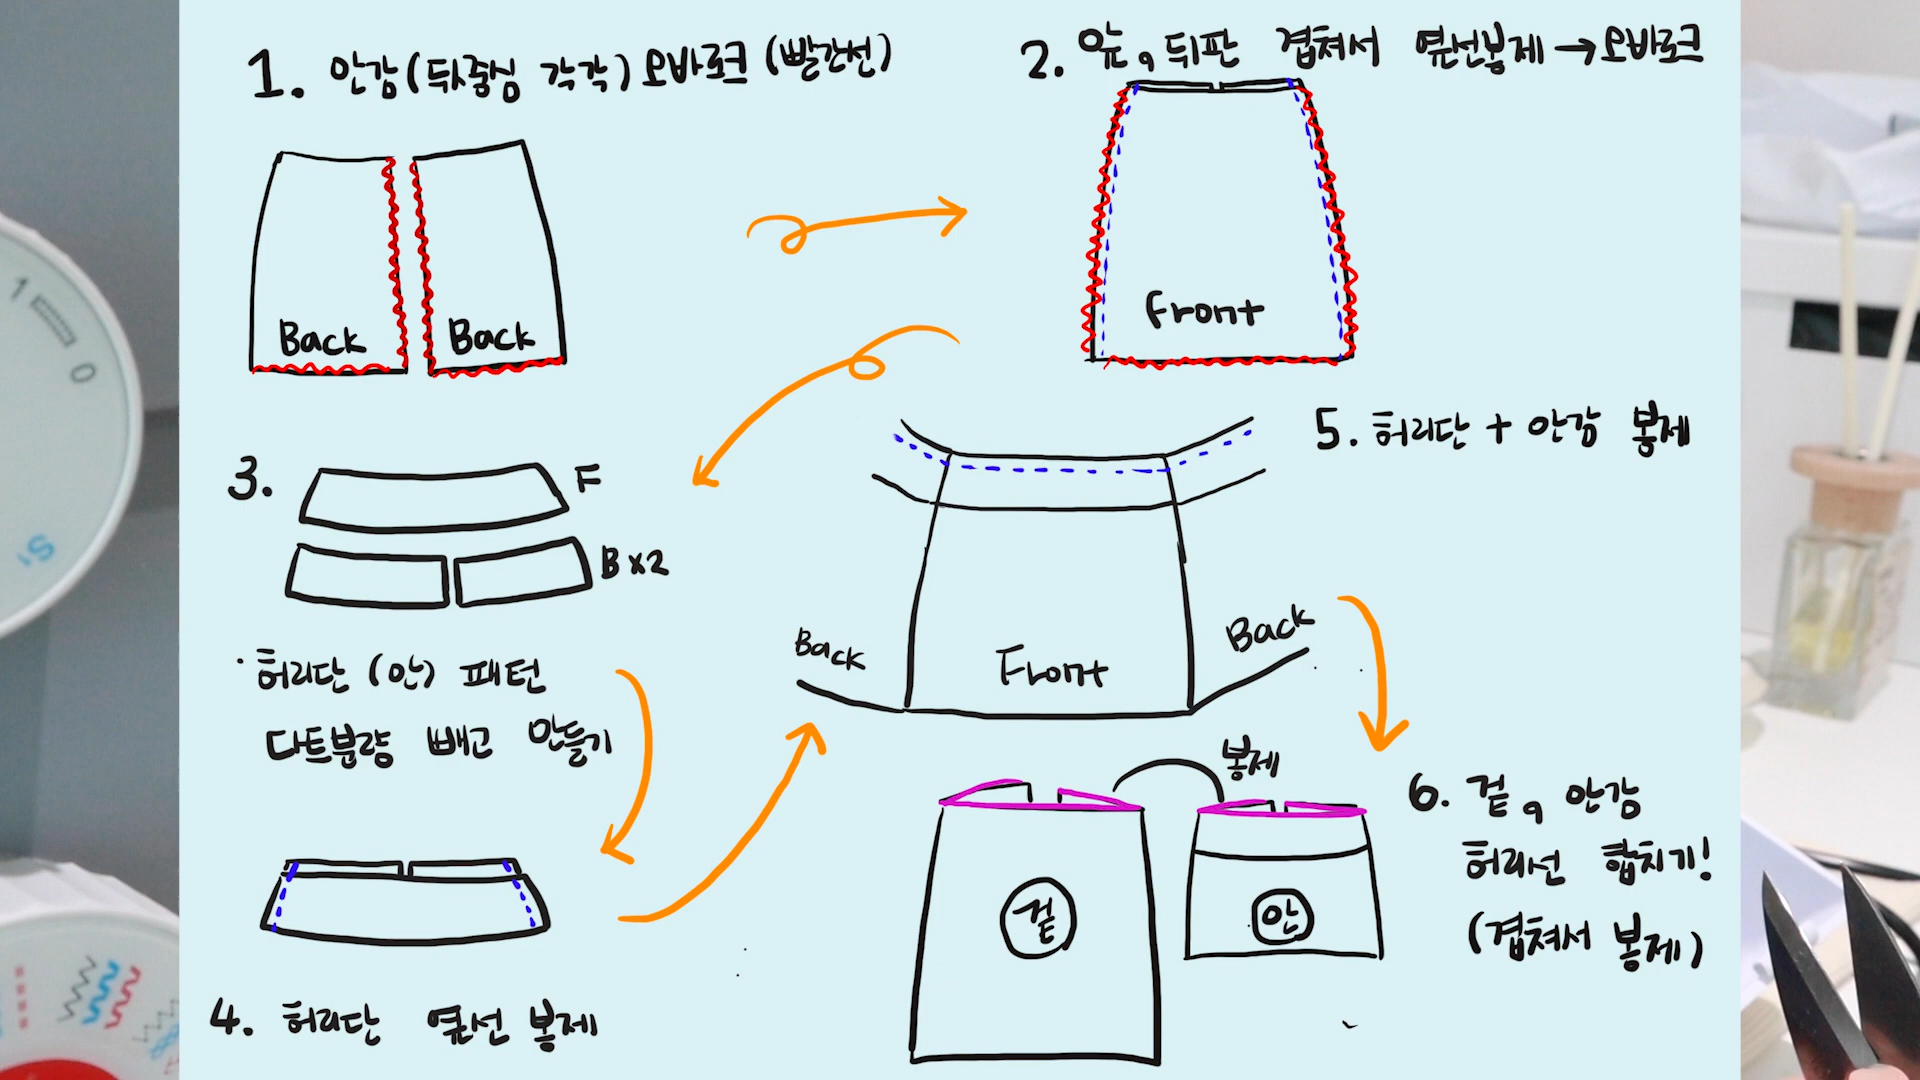 1. 안감(뒤중심 각각) 오바로크 (빨간선)
Back
Back
2. 앞, 뒤판 겹쳐서 옆선봉제→오바로크
Front
3.
F
B x2
·허리단 (안) 패턴
다트분량 빼고 만들기
4. 허리단 옆선 봉제
5. 허리단 + 안감 봉제
Back
Front
Back
6. 겉, 안감
허리선 합치기!
(겹쳐서 봉제)
봉제
겉
안
1
0
Si